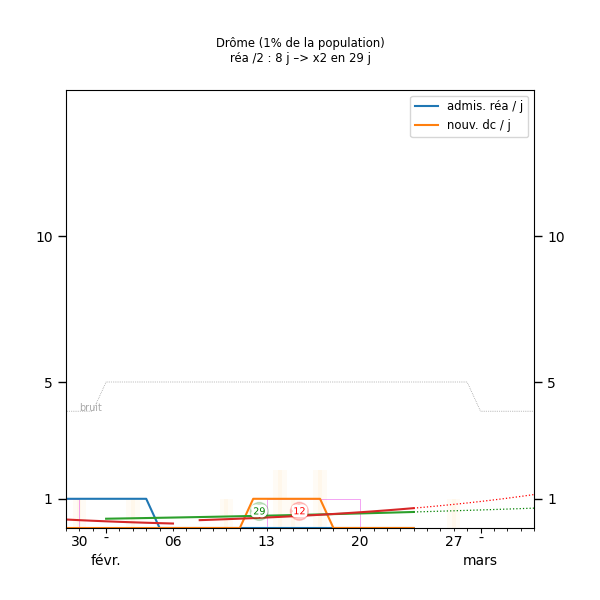 Drôme (1% de la population)
réa /2 : 8 j –> x2 en 29 j
admis. réa / j
nouv. dc / j
10 10
5 5
bruit
1 29 12 1
30 - 06 13 20 27 -
févr. mars